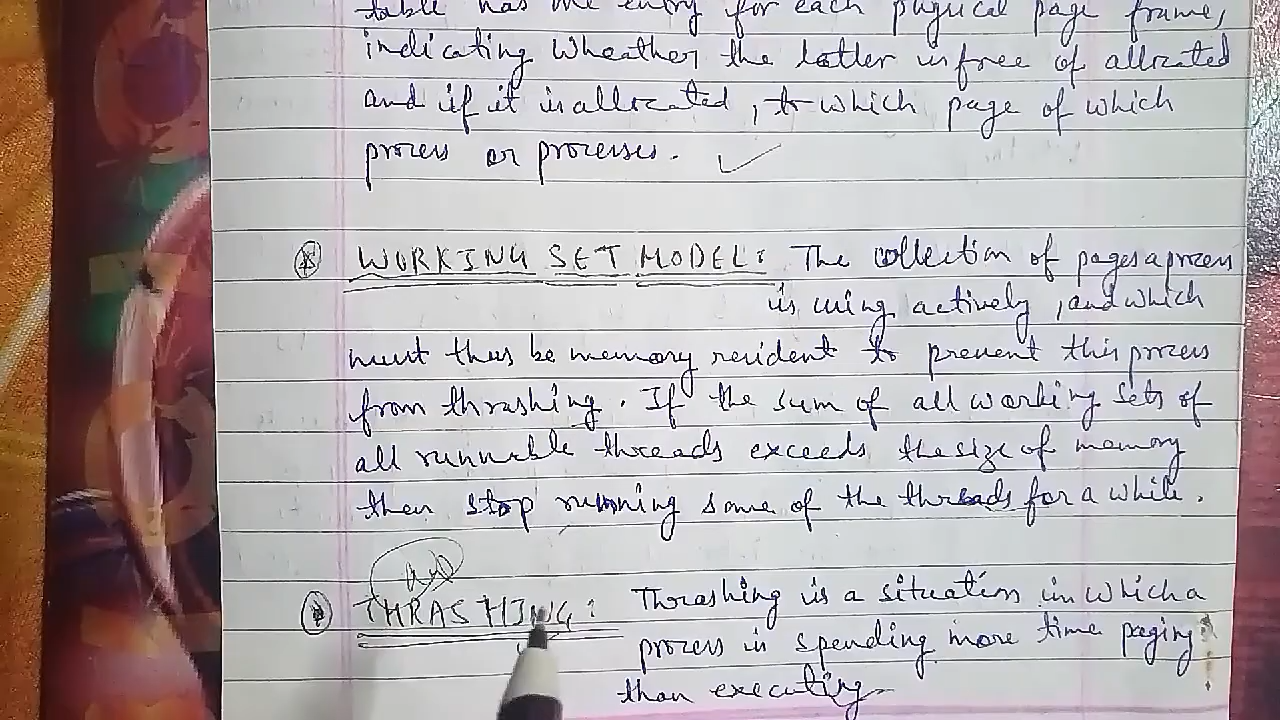 table has one entry for each physical page frame,
indicating wheather the latter is free of allocated
and if it is allocated, to which page of which
process or processes.
WORKING SET MODEL: The collection of pages a process
is using actively, and which
must thus be memory resident to prevent this process
from thrashing. If the sum of all working sets of
all runnable threads exceeds the size of memory
then stop running some of the threads for a while.
THRASHING: Thrashing is a situation in which a
process is spending more time paging
than executing